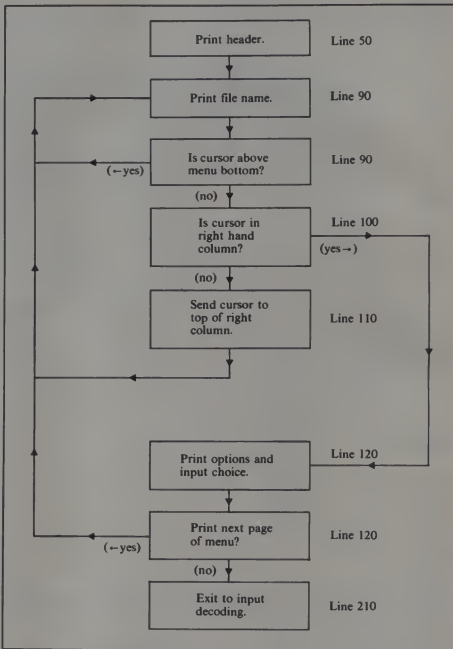 Print header.
Line 50
Print file name.
Line 90
Is cursor above
menu bottom?
Line 90
(←yes)
(no)
Is cursor in
right hand
column?
Line 100
(yes→)
(no)
Send cursor to
top of right
column.
Line 110
Print options and
input choice.
Line 120
Print next page
of menu?
Line 120
(←yes)
(no)
Exit to input
decoding.
Line 210